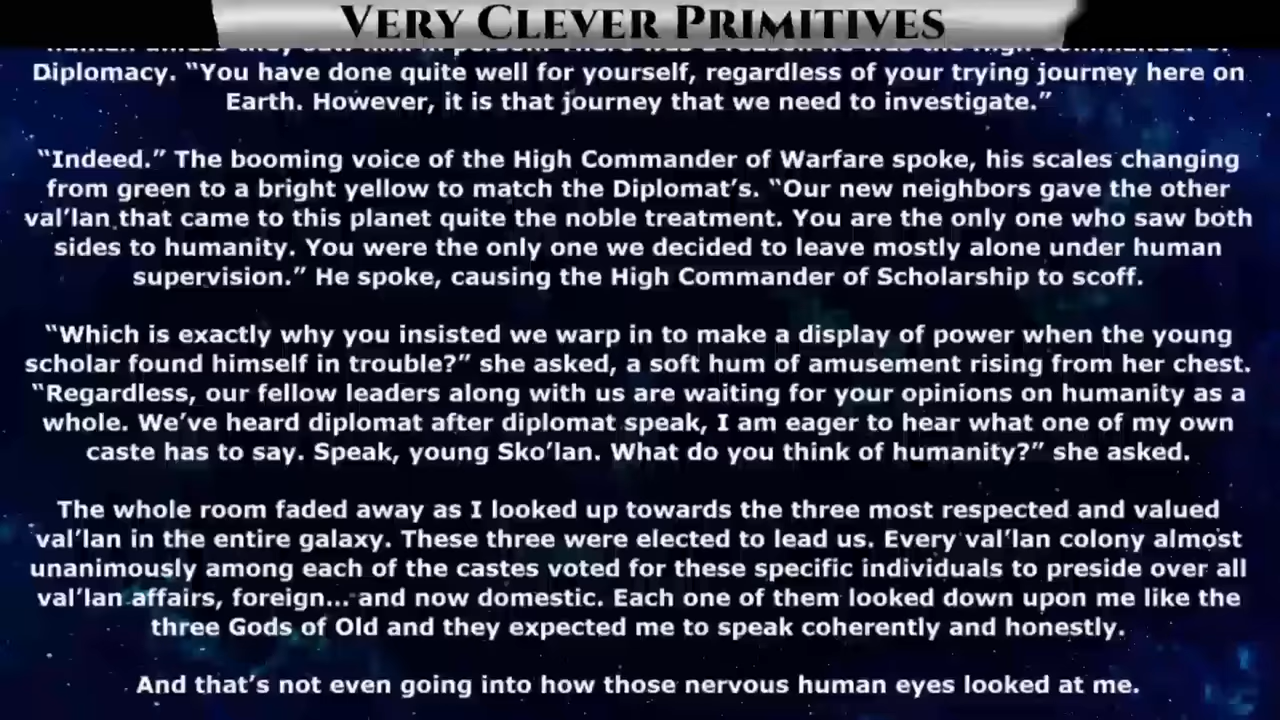 VERY CLEVER PRIMITIVES
Diplomacy. “You have done quite well for yourself, regardless of your trying journey here on
Earth. However, it is that journey that we need to investigate.”
“Indeed.” The booming voice of the High Commander of Warfare spoke, his scales changing
from green to a bright yellow to match the Diplomat’s. “Our new neighbors gave the other
val’lan that came to this planet quite the noble treatment. You are the only one who saw both
sides to humanity. You were the only one we decided to leave mostly alone under human
supervision.” He spoke, causing the High Commander of Scholarship to scoff.
“Which is exactly why you insisted we warp in to make a display of power when the young
scholar found himself in trouble?” she asked, a soft hum of amusement rising from her chest.
“Regardless, our fellow leaders along with us are waiting for your opinions on humanity as a
whole. We’ve heard diplomat after diplomat speak, I am eager to hear what one of my own
caste has to say. Speak, young Sko’lan. What do you think of humanity?” she asked.
The whole room faded away as I looked up towards the three most respected and valued
val’lan in the entire galaxy. These three were elected to lead us. Every val’lan colony almost
unanimously among each of the castes voted for these specific individuals to preside over all
val’lan affairs, foreign... and now domestic. Each one of them looked down upon me like the
three Gods of Old and they expected me to speak coherently and honestly.
And that’s not even going into how those nervous human eyes looked at me.